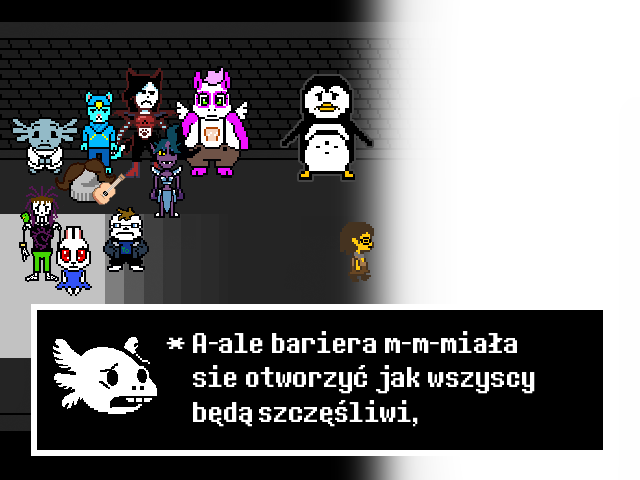 * A-ale bariera m-m-miała
sie otworzyć jak wszyscy
będą szczęśliwi,